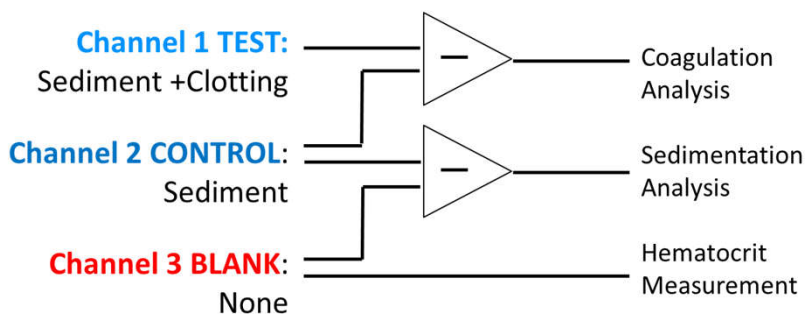 Channel 1 TEST:
Sediment +Clotting
Coagulation
Analysis
Channel 2 CONTROL:
Sediment
Sedimentation
Analysis
Channel 3 BLANK:
None
Hematocrit
Measurement